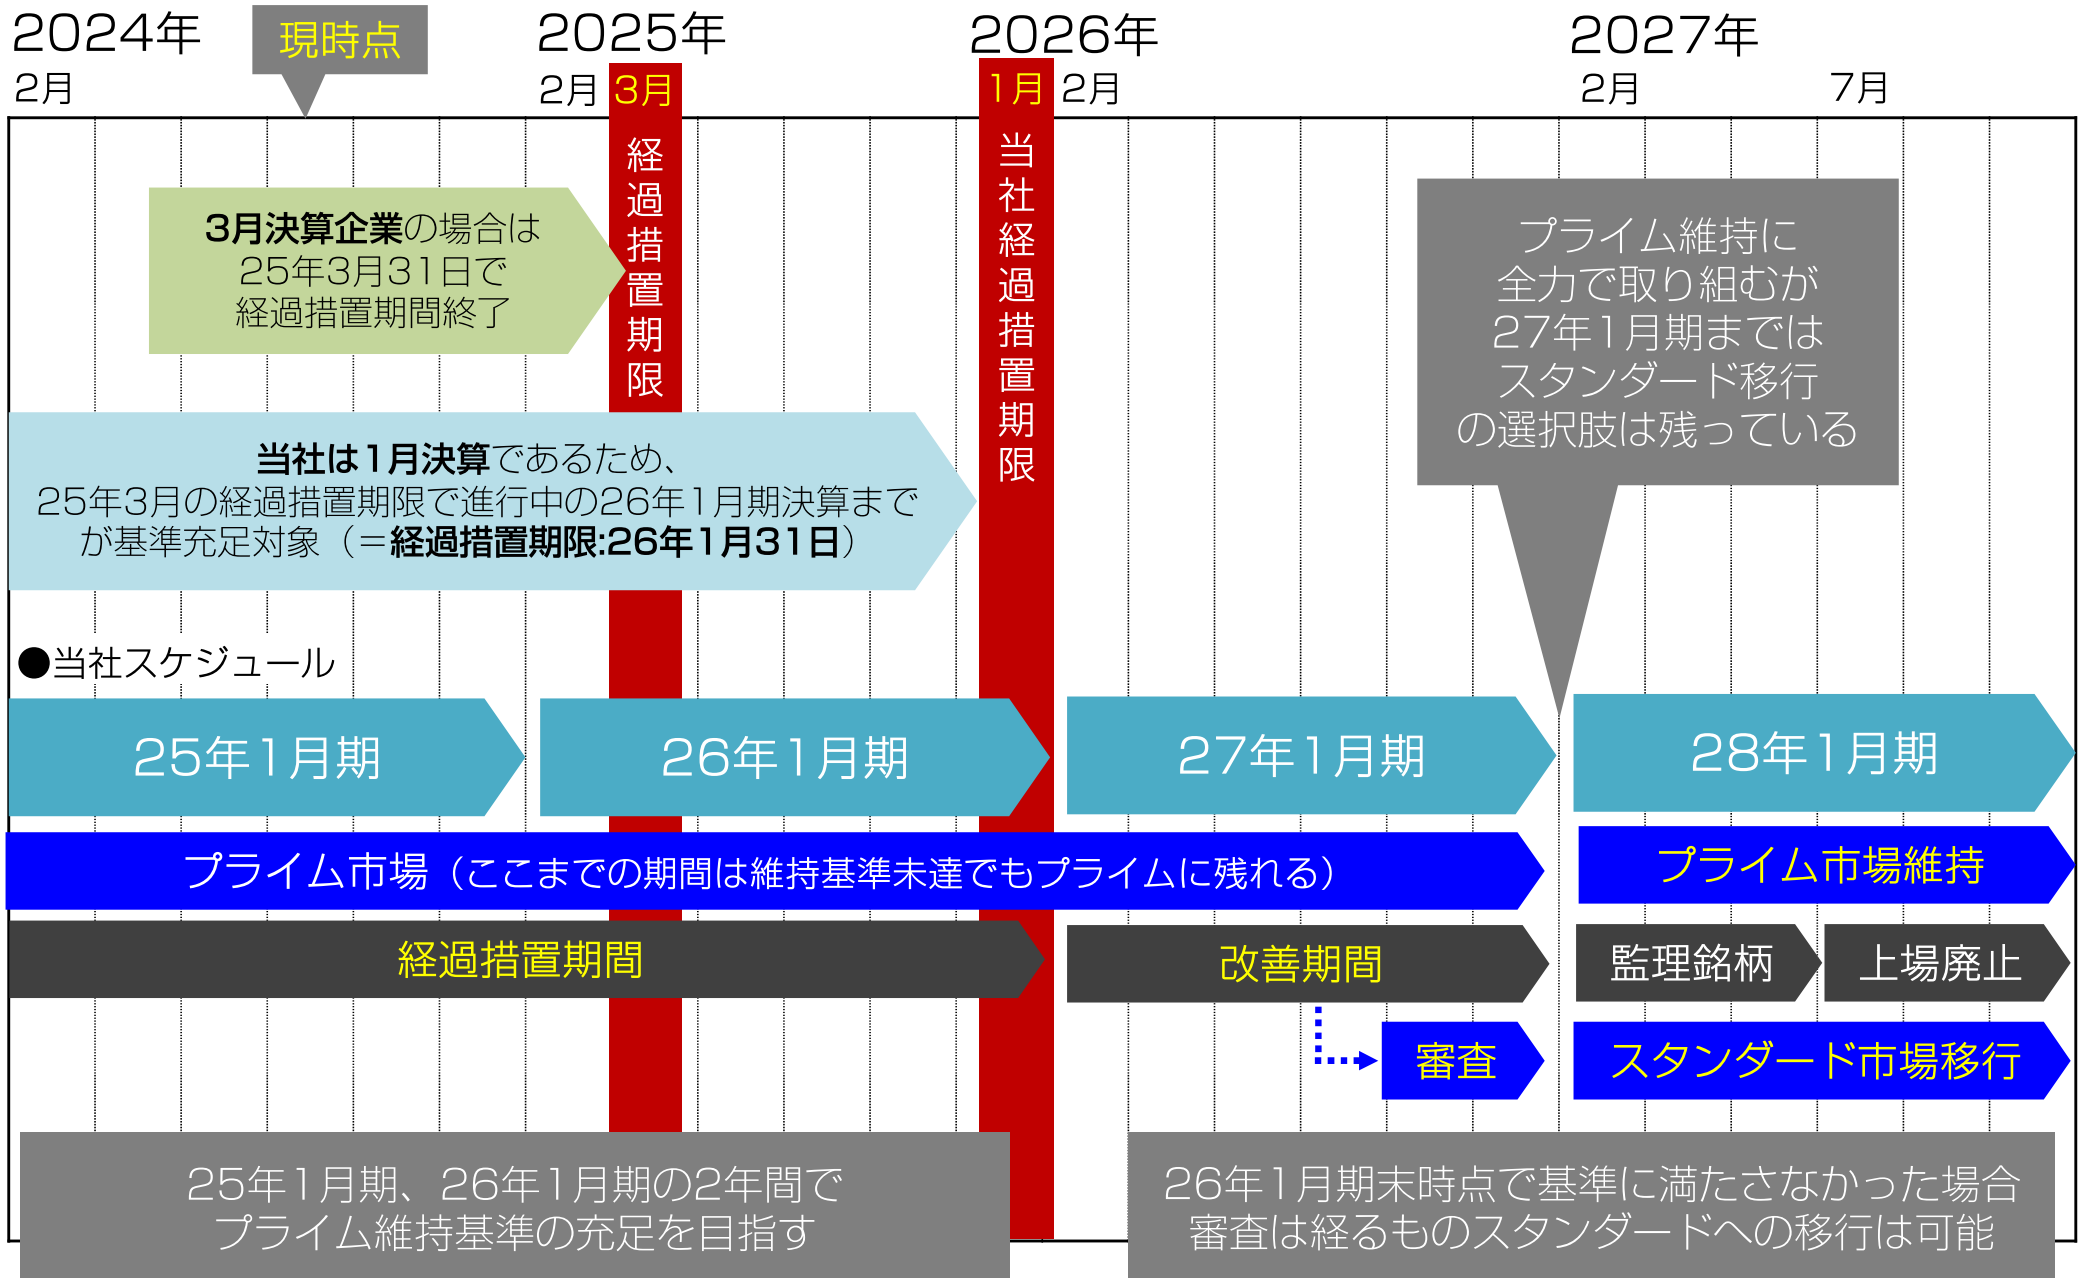 2024年
2月
現時点
2025年
2月
3月
2026年
1月
2月
2027年
2月
7月
経過措置期限
当社経過措置期限
3月決算企業の場合は
25年3月31日で
経過措置期間終了
プライム維持に
全力で取り組むが
27年1月期までは
スタンダード移行
の選択肢は残っている
当社は1月決算であるため、
25年3月の経過措置期限で進行中の26年1月期決算まで
が基準充足対象（＝経過措置期限:26年1月31日）
●当社スケジュール
25年1月期
26年1月期
27年1月期
28年1月期
プライム市場（ここまでの期間は維持基準未達でもプライムに残れる）
プライム市場維持
経過措置期間
改善期間
監理銘柄
上場廃止
審査
スタンダード市場移行
25年1月期、26年1月期の2年間で
プライム維持基準の充足を目指す
26年1月期末時点で基準に満たさなかった場合
審査は経るものスタンダードへの移行は可能